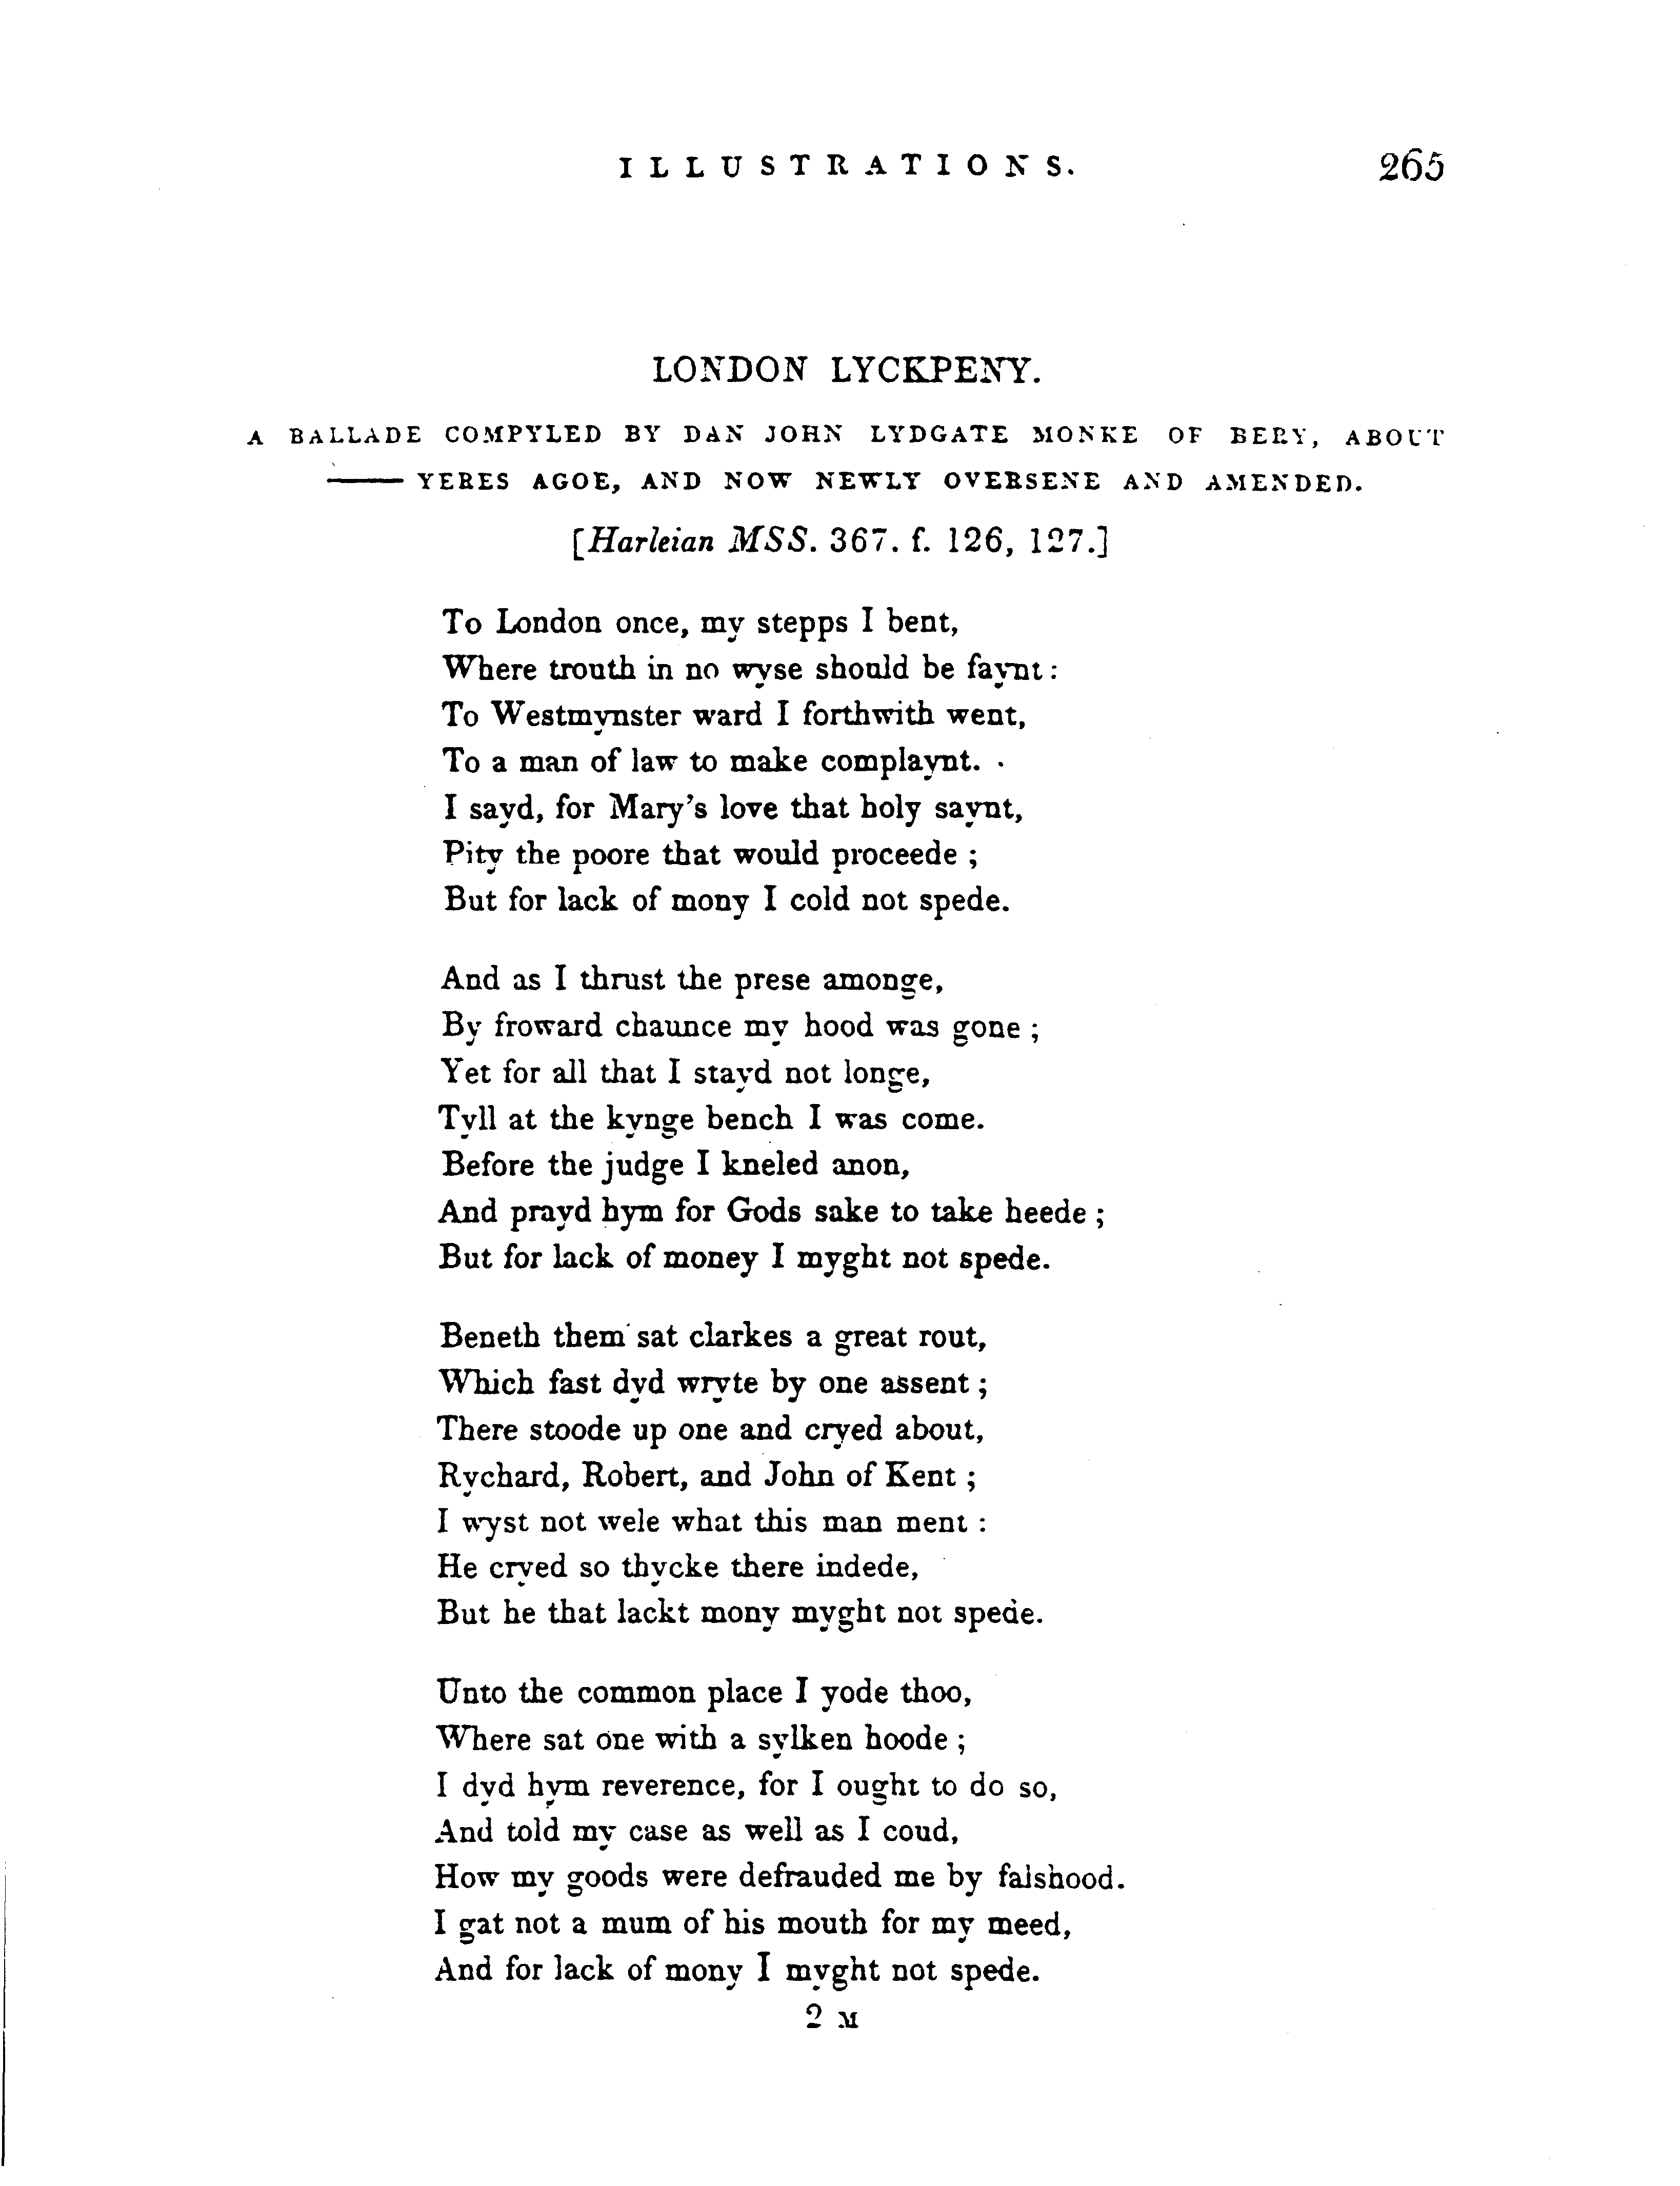 ILLUSTRATIONS. 265
LONDON LYCKPENY.
A BALLADE COMPYLED BY DAN JOHN LYDGATE MONKE OF BERY, ABOUT
—— YERES AGOE, AND NOW NEWLY OVERSENE AND AMENDED.
[Harleian MSS. 367. f. 126, 127.]
To London once, my stepps I bent,
Where trouth in no wyse should be faynt:
To Westmynster ward I forthwith went,
To a man of law to make complaynt.
I sayd, for Mary's love that holy saynt,
Pity the poore that would proceede;
But for lack of mony I cold not spede.
And as I thrust the prese amonge,
By froward chaunce my hood was gone;
Yet for all that I stayd not longe,
Tyll at the kynge bench I was come.
Before the judge I kneled anon,
And prayd hym for Gods sake to take heede;
But for lack of money I myght not spede.
Beneth them sat clarkes a great rout,
Which fast dyd wryte by one assent;
There stoode up one and cryed about,
Rychard, Robert, and John of Kent;
I wyst not wele what this man ment:
He cryed so thycke there indede,
But he that lackt mony myght not spede.
Unto the common place I yode thoo,
Where sat one with a sylken hoode;
I dyd hym reverence, for I ought to do so,
And told my case as well as I coud,
How my goods were defrauded me by falshood.
I gat not a mum of his mouth for my meed,
And for lack of mony I myght not spede.
2 M